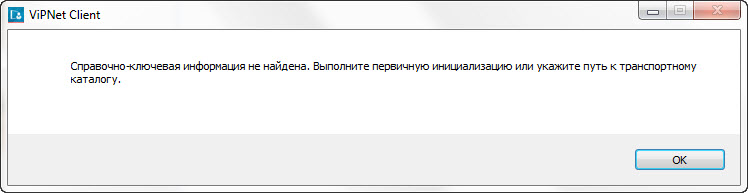 ViPNet Client
Справочно-ключевая информация не найдена. Выполните первичную инициализацию или укажите путь к транспортному
каталогу.
OK